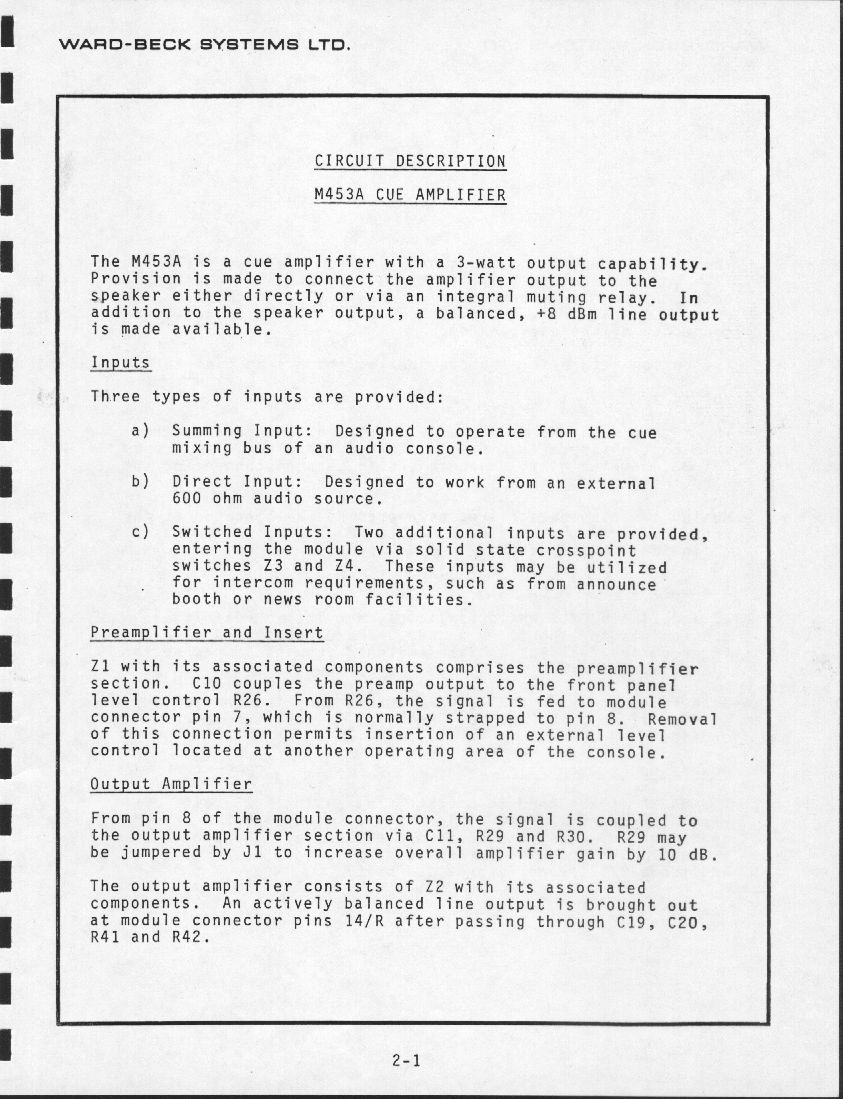 WARD-BECK SYSTEMS LTD.
CIRCUIT DESCRIPTION
M453A CUE AMPLIFIER
The M453A is a cue amplifier with a 3-watt output capability.
Provision is made to connect the amplifier output to the
speaker either directly or via an integral muting relay. In
addition to the speaker output, a balanced, +8 dBm line output
is made available.
Inputs
Three types of inputs are provided:
a) Summing Input: Designed to operate from the cue
mixing bus of an audio console.
b) Direct Input: Designed to work from an external
600 ohm audio source.
c) Switched Inputs: Two additional inputs are provided,
entering the module via solid state crosspoint
switches Z3 and Z4. These inputs may be utilized
for intercom requirements, such as from announce
booth or news room facilities.
Preamplifier and Insert
Z1 with its associated components comprises the preamplifier
section. C10 couples the preamp output to the front panel
level control R26. From R26, the signal is fed to module
connector pin 7, which is normally strapped to pin 8. Removal
of this connection permits insertion of an external level
control located at another operating area of the console.
Output Amplifier
From pin 8 of the module connector, the signal is coupled to
the output amplifier section via C11, R29 and R30. R29 may
be jumpered by J1 to increase overall amplifier gain by 10 dB.
The output amplifier consists of Z2 with its associated
components. An actively balanced line output is brought out
at module connector pins 14/R after passing through C19, C20,
R41 and R42.
2-1